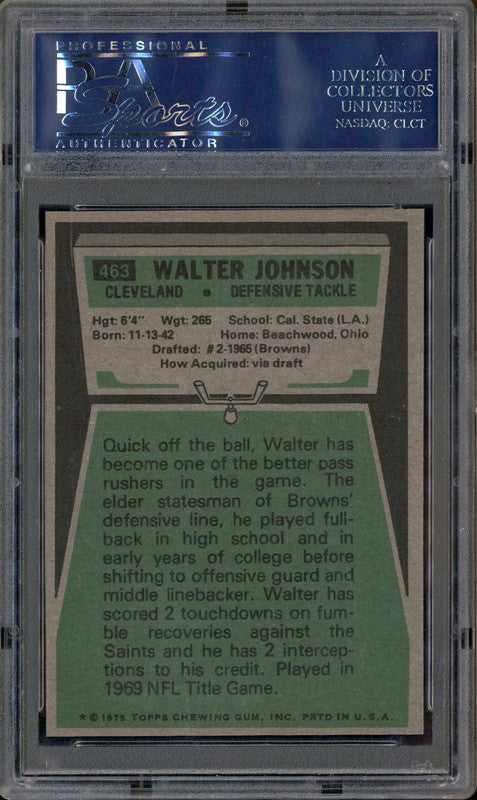 PROFESSIONAL
PSA
Sports®
AUTHENTICATOR
A
DIVISION OF
COLLECTORS
UNIVERSE
NASDAQ: CLCT
463 WALTER JOHNSON
CLEVELAND • DEFENSIVE TACKLE
Hgt: 6'4" Wgt: 265 School: Cal. State (L.A.)
Born: 11-13-42 Home: Beachwood, Ohio
Drafted: #2-1965 (Browns)
How Acquired: via draft
Quick off the ball, Walter has
become one of the better pass
rushers in the game. The
elder statesman of Browns'
defensive line, he played full-
back in high school and in
early years of college before
shifting to offensive guard and
middle linebacker. Walter has
scored 2 touchdowns on fum-
ble recoveries against the
Saints and he has 2 intercep-
tions to his credit. Played in
1969 NFL Title Game.
* © 1975 TOPPS CHEWING GUM, INC. PRTD IN U.S.A.